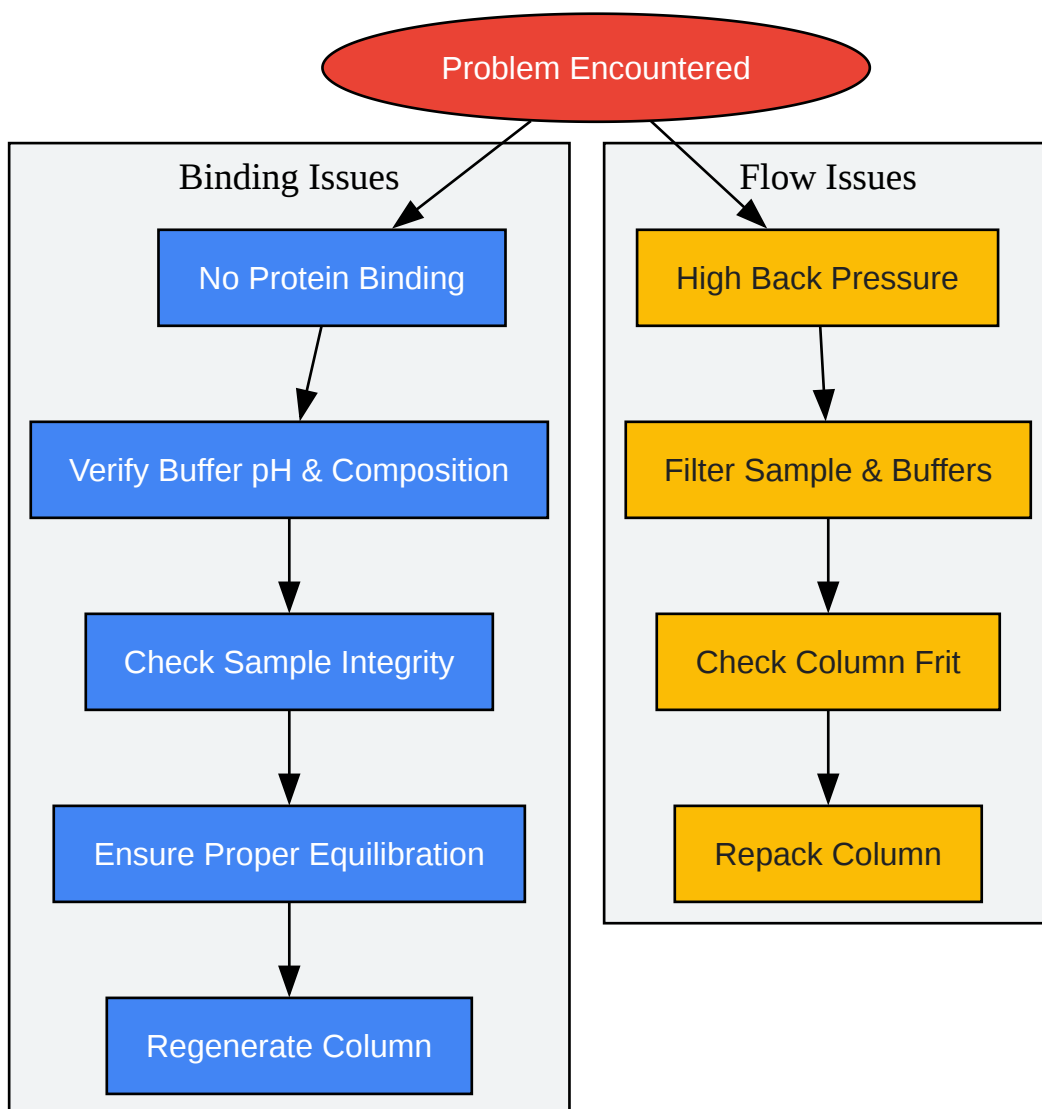 Problem Encountered
Binding Issues
No Protein Binding
Verify Buffer pH & Composition
Check Sample Integrity
Ensure Proper Equilibration
Regenerate Column
Flow Issues
High Back Pressure
Filter Sample & Buffers
Check Column Frit
Repack Column